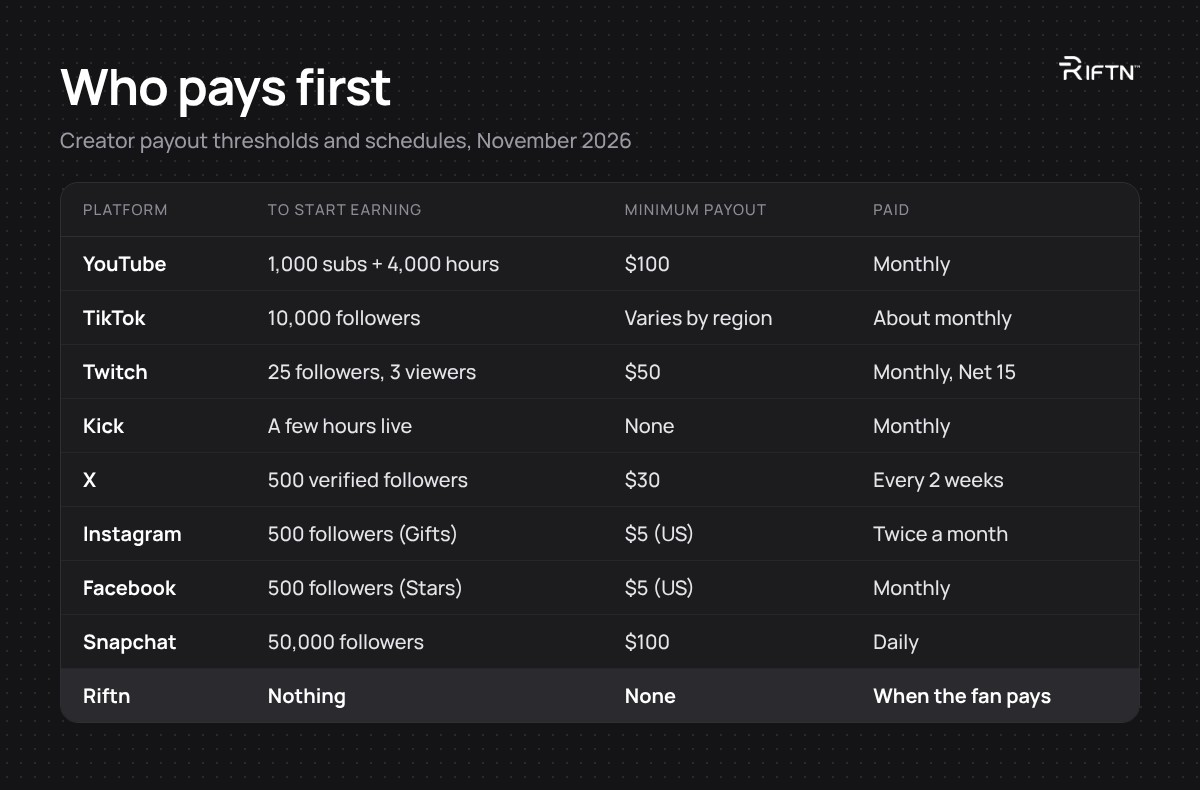 Who pays first
RIFTN™
Creator payout thresholds and schedules, November 2026
PLATFORM TO START EARNING MINIMUM PAYOUT PAID
YouTube 1,000 subs + 4,000 hours $100 Monthly
TikTok 10,000 followers Varies by region About monthly
Twitch 25 followers, 3 viewers $50 Monthly, Net 15
Kick A few hours live None Monthly
X 500 verified followers $30 Every 2 weeks
Instagram 500 followers (Gifts) $5 (US) Twice a month
Facebook 500 followers (Stars) $5 (US) Monthly
Snapchat 50,000 followers $100 Daily
Riftn Nothing None When the fan pays